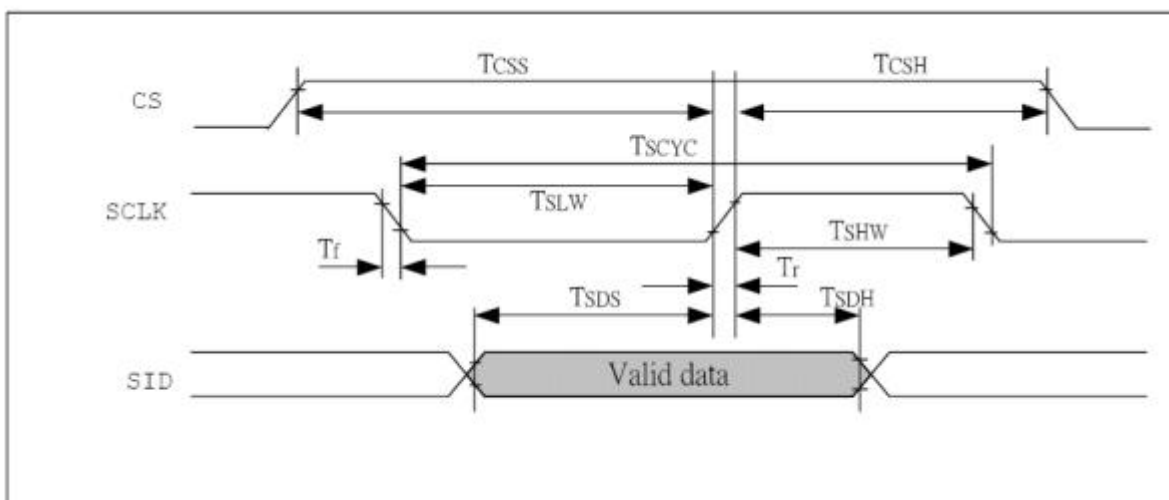 CS
TCSS
TCSH
TSCYC
SCLK
TSLW
TSHW
Tf
Tr
TSDS
TSDH
SID
Valid data